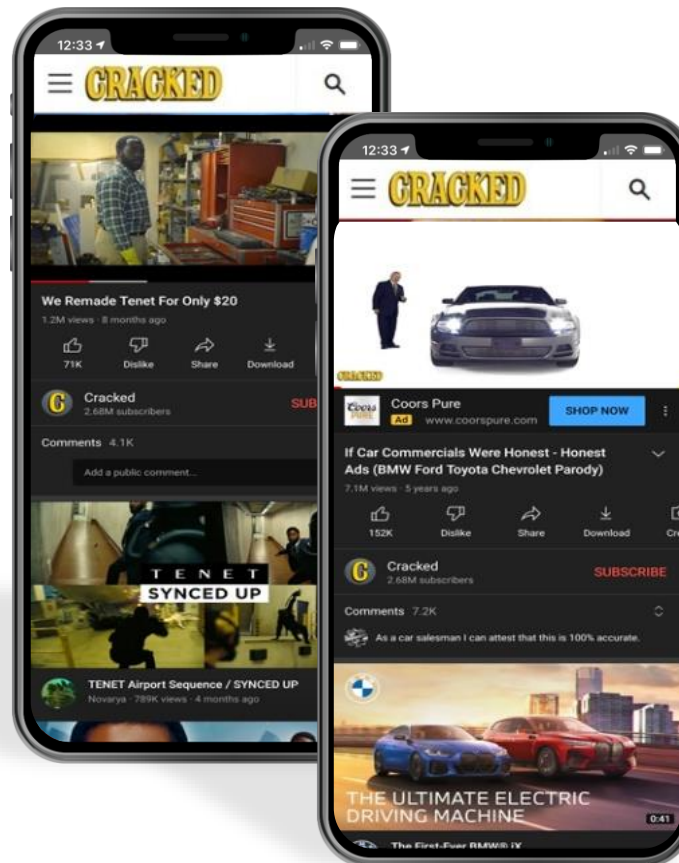 12:33
CRACKED
We Remade Tenet For Only $20
1.2M views · 8 months ago
71K
Dislike
Share
Download
Cracked
2.68M subscribers
SUB
Comments 4.1K
Add a public comment...
TENET
SYNCED UP
TENET Airport Sequence / SYNCED UP
Novarya · 789K views · 4 months ago
12:33
CRACKED
CRACKED
Coors PURE
Coors Pure
Ad www.coorspure.com
SHOP NOW
If Car Commercials Were Honest - Honest
Ads (BMW Ford Toyota Chevrolet Parody)
7.1M views · 5 years ago
152K
Dislike
Share
Download
Cre
Cracked
2.68M subscribers
SUBSCRIBE
Comments 7.2K
As a car salesman I can attest that this is 100% accurate.
THE ULTIMATE ELECTRIC
DRIVING MACHINE
0:41
The First-Ever BMW® iX